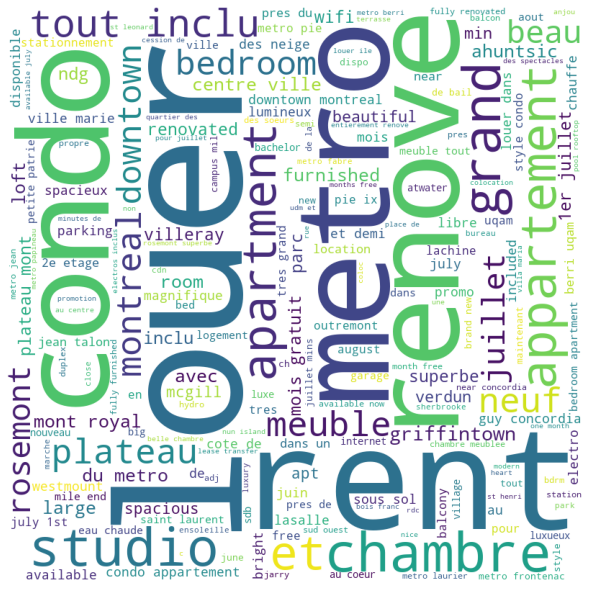 tout inclu
pres du
wifi
metro berri
fully renovated
balcon
aout
anjou
terrasse
st leonard
cession de
ville
metro pie
stationnement
des neige
louer ile
dispo
min
beau
ahuntsic
des spectacles
disponible
available july
ndg
bedroom
centre ville
near
de bail
chauffe
condo
louer
metro
renove
grand
appartement
downtown
downtown montreal
lumineux
beautiful
ville marie
quartier des
des soeurs
semi
entierement renove
pres
louer dans
style condo
renovated
mois
meuble tout
1er juillet
pool rooftop
petite patrie
propre
pour juillet
bachelor
de la
loft
spacieux
campus mil
furnished
metro fabre
months free
atwater
colocation
minutes de
non
new
udm et
place de
bureau
parking
villeray
apartment
pie ix
libre
uqam
montreal
rosemont superbe
tres grand
parc
rue
et demi
berri uqam
2e etage
metro papineau
electros inclus
cdn
room
location
lachine
july
included
metro jean
plateau mont
promotion
au centre
magnifique
bed
dans
promo
une
brand new
maintenant
villa maria
jean talon
inclu
logement
outremont
juillet
bedroom apartment
duplex
close
fully furnished
avec
ch
mois gratuit
juillet mins
august
coloc
month free
superbe
near concordia
rosemont
en
mcgill
luxe
garage
verdun
neuf
sherbrooke
one month
mont royal
hydro
tres
available now
meuble
guy concordia
nouveau
big
belle chambre
nun island
griffintown
marche
plateau
cote de
dans un
internet
chambre meublee
electro
westmount
du metro
de
adj
lease transfer
rent
apt
modern
heart
tout
bdrm
mile end
luxury
juin
sous sol
st henri
station
large
spacious
pres de
bois franc
balcony
village
park
july 1st
saint laurent
lasalle
rdc
au
luxueux
eau chaude
ensoleille
sdb
sud ouest
pour
studio
et
chambre
bright
free
nice
style
available
condo appartement
june
jarry
au coeur
metro laurier
metro frontenac